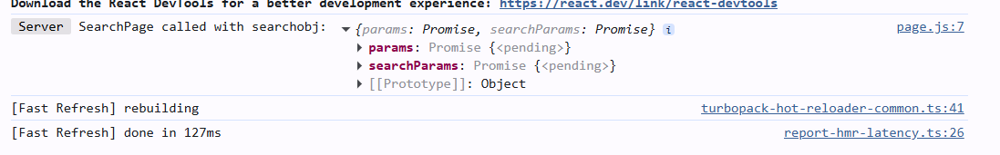 Download the React DevTools for a better development experience: https://react.dev/link/react-devtools
Server SearchPage called with searchobj: ▼ {params: Promise, searchParams: Promise} i page.js:7
▶ params: Promise {<pending>}
▶ searchParams: Promise {<pending>}
▶ [[Prototype]]: Object
[Fast Refresh] rebuilding turbopack-hot-reloader-common.ts:41
[Fast Refresh] done in 127ms report-hmr-latency.ts:26